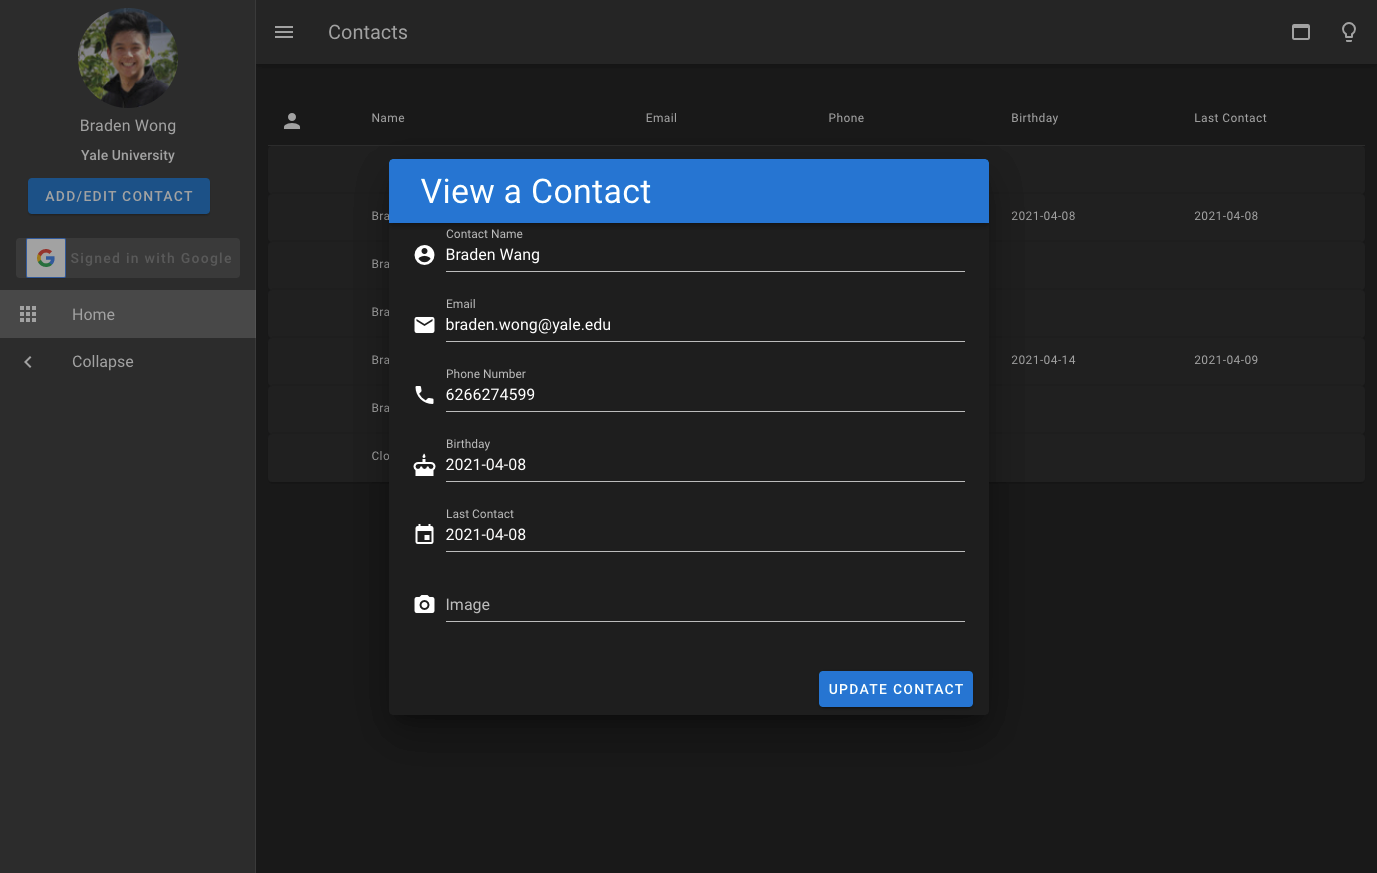 Braden Wong
Yale University
ADD/EDIT CONTACT
G Signed in with Google
Home
Collapse
Contacts
Name Email Phone Birthday Last Contact
Bra 2021-04-08 2021-04-08
Bra
Bra
Bra 2021-04-14 2021-04-09
Bra
Clo
View a Contact
Contact Name
Braden Wang
Email
braden.wong@yale.edu
Phone Number
6266274599
Birthday
2021-04-08
Last Contact
2021-04-08
Image
UPDATE CONTACT